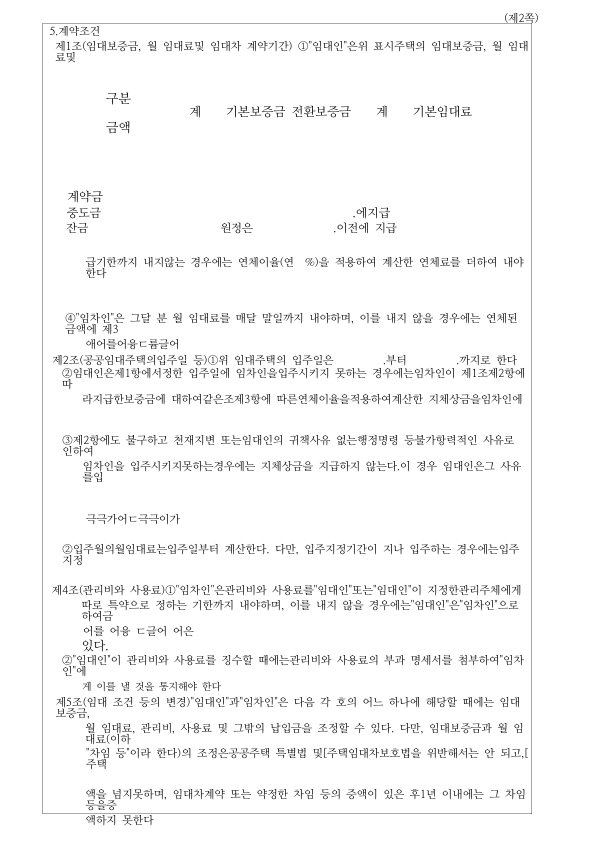 (제2쪽)
5.계약조건
제1조(임대보증금, 월 임대료및 임대차 계약기간) ①"임대인"은위 표시주택의 임대보증금, 월 임대
료및
구분
계 기본보증금 전환보증금 계 기본임대료
금액
계약금
중도금 .에지급
잔금 원정은 .이전에 지급
급기한까지 내지않는 경우에는 연체이율(연 %)을 적용하여 계산한 연체료를 더하여 내야
한다
④"임차인"은 그달 분 월 임대료를 매달 말일까지 내야하며, 이를 내지 않을 경우에는 연체된
금액에 제3
애어를어용ㄷ륨글어
제2조(공공임대주택의입주일 등)①위 임대주택의 입주일은 .부터 .까지로 한다
②임대인은제1항에서정한 입주일에 임차인을입주시키지 못하는 경우에는임차인이 제1조제2항에
따
라지급한보증금에 대하여같은조제3항에 따른연체이율을적용하여계산한 지체상금을임차인에
③제2항에도 불구하고 천재지변 또는임대인의 귀책사유 없는행정명령 등불가항력적인 사유로
인하여
임차인을 입주시키지못하는경우에는 지체상금을 지급하지 않는다.이 경우 임대인은그 사유
를입
극극가어ㄷ극극이가
②입주월의월임대료는입주일부터 계산한다. 다만, 입주지정기간이 지나 입주하는 경우에는입주
지정
제4조(관리비와 사용료)①"임차인"은관리비와 사용료를"임대인"또는"임대인"이 지정한관리주체에게
따로 특약으로 정하는 기한까지 내야하며, 이를 내지 않을 경우에는"임대인"은"임차인"으로
하여금
어를 어용 ㄷ글어 어은
있다.
②"임대인"이 관리비와 사용료를 징수할 때에는관리비와 사용료의 부과 명세서를 첨부하여"임차
인"에
게 이를 낼 것을 통지해야 한다
제5조(임대 조건 등의 변경)"임대인"과"임차인"은 다음 각 호의 어느 하나에 해당할 때에는 임대
보증금,
월 임대료, 관리비, 사용료 및 그밖의 납입금을 조정할 수 있다. 다만, 임대보증금과 월 임
대료(이하
"차임 등"이라 한다)의 조정은공공주택 특별법 및[주택임대차보호법을 위반해서는 안 되고,[
주택
액을 넘지못하며, 임대차계약 또는 약정한 차임 등의 증액이 있은 후1년 이내에는 그 차임
등을증
액하지 못한다